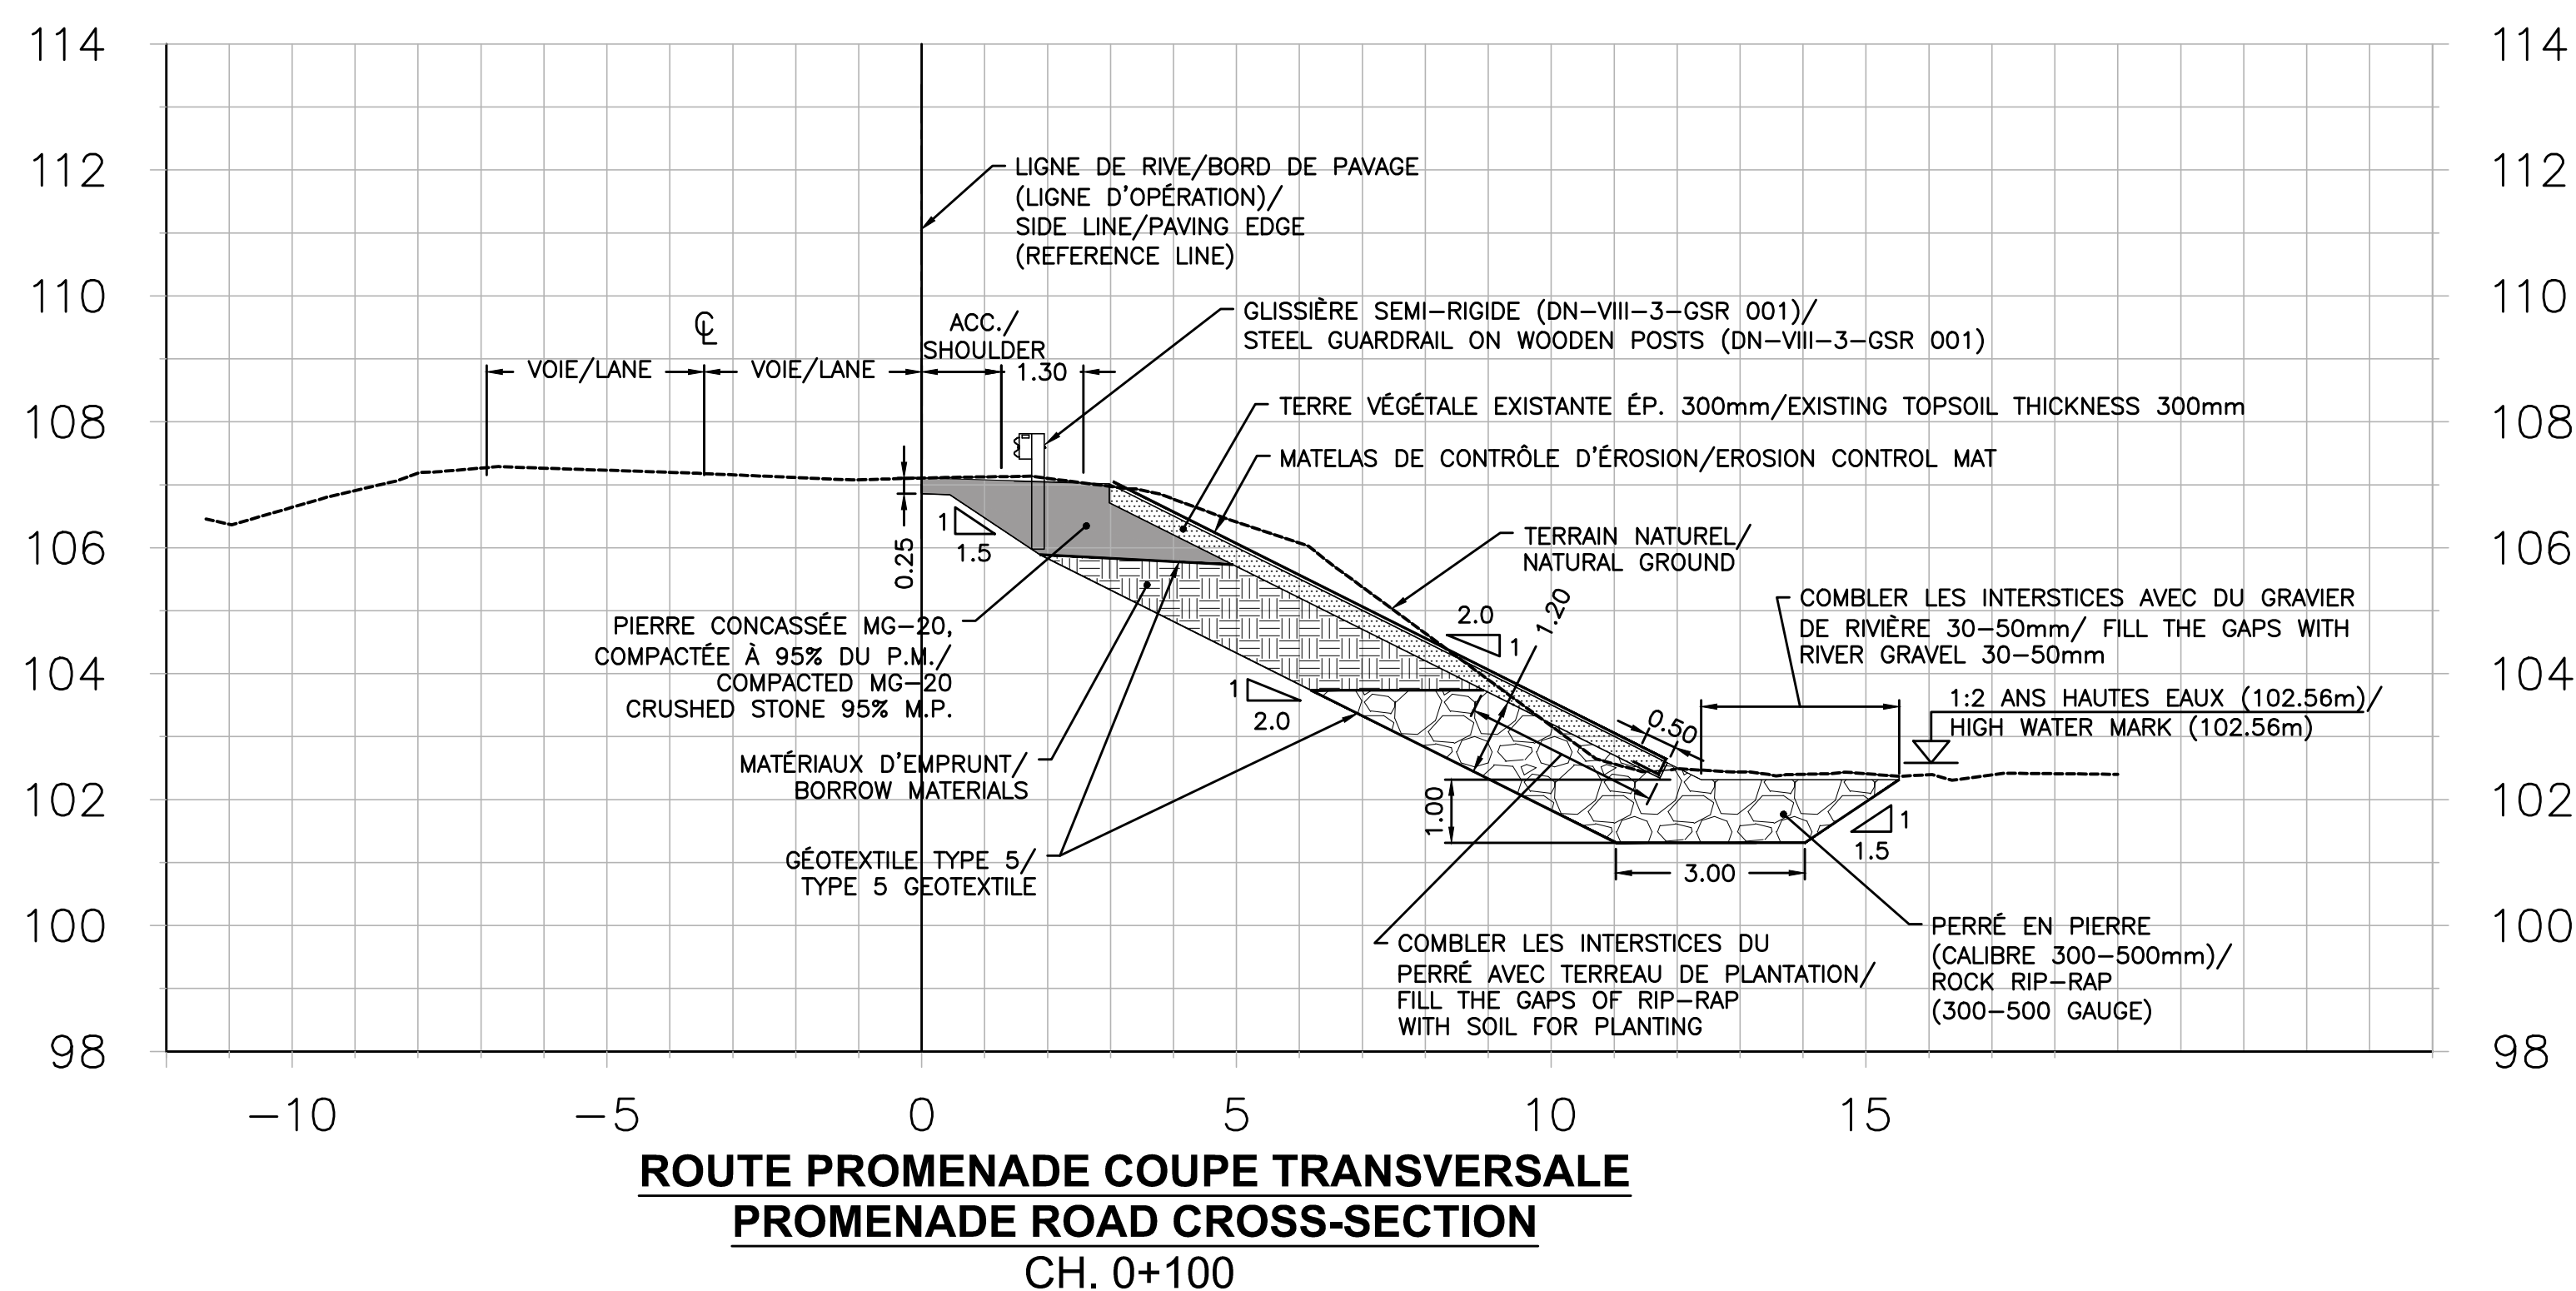 114
114
112
112
110
110
108
108
106
106
104
104
102
102
100
100
98
98
-10
-5
0
5
10
15
LIGNE DE RIVE/BORD DE PAVAGE
(LIGNE D'OPÉRATION)/
SIDE LINE/PAVING EDGE
(REFERENCE LINE)
GLISSIÈRE SEMI-RIGIDE (DN-VIII-3-GSR 001)/
STEEL GUARDRAIL ON WOODEN POSTS (DN-VIII-3-GSR 001)
CL
ACC./
SHOULDER
VOIE/LANE
VOIE/LANE
1.30
TERRE VÉGÉTALE EXISTANTE ÉP. 300mm/EXISTING TOPSOIL THICKNESS 300mm
MATELAS DE CONTRÔLE D'ÉROSION/EROSION CONTROL MAT
TERRAIN NATUREL/
NATURAL GROUND
0.25
1
1.5
2.0
1
1.20
COMBLER LES INTERSTICES AVEC DU GRAVIER
DE RIVIÈRE 30-50mm/ FILL THE GAPS WITH
RIVER GRAVEL 30-50mm
PIERRE CONCASSÉE MG-20,
COMPACTÉE À 95% DU P.M./
COMPACTED MG-20
CRUSHED STONE 95% M.P.
1
2.0
0.50
1:2 ANS HAUTES EAUX (102.56m)/
HIGH WATER MARK (102.56m)
MATÉRIAUX D'EMPRUNT/
BORROW MATERIALS
1.00
1
1.5
GÉOTEXTILE TYPE 5/
TYPE 5 GEOTEXTILE
3.00
COMBLER LES INTERSTICES DU
PERRÉ AVEC TERREAU DE PLANTATION/
FILL THE GAPS OF RIP-RAP
WITH SOIL FOR PLANTING
PERRÉ EN PIERRE
(CALIBRE 300-500mm)/
ROCK RIP-RAP
(300-500 GAUGE)
ROUTE PROMENADE COUPE TRANSVERSALE
PROMENADE ROAD CROSS-SECTION
CH. 0+100